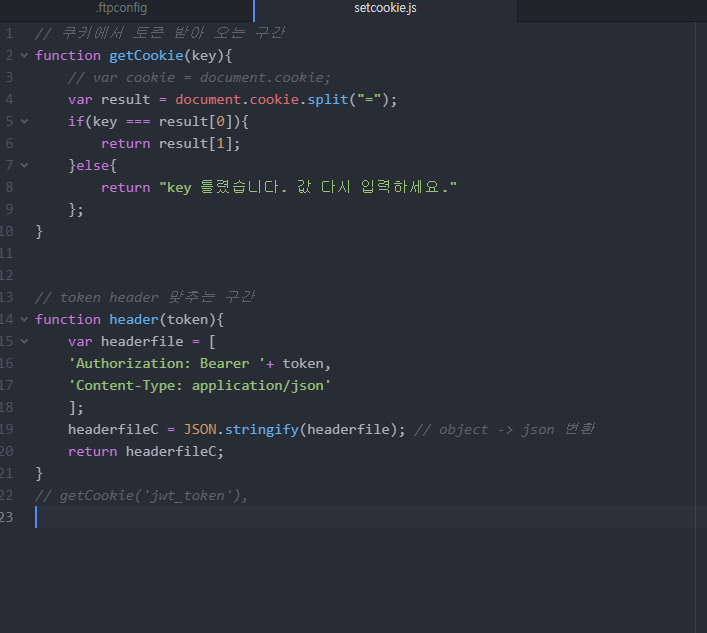 .ftpconfig setcookie.js
1 // 쿠키에서 토큰 받아 오는 구간
2 function getCookie(key){
3 // var cookie = document.cookie;
4 var result = document.cookie.split("=");
5 if(key === result[0]){
6 return result[1];
7 }else{
8 return "key 틀렸습니다. 값 다시 입력하세요."
9 };
10 }
11
12
13 // token header 맞추는 구간
14 function header(token){
15 var headerfile = [
16 'Authorization: Bearer '+ token,
17 'Content-Type: application/json'
18 ];
19 headerfileC = JSON.stringify(headerfile); // object -> json 변환
20 return headerfileC;
21 }
22 // getCookie('jwt_token'),
23